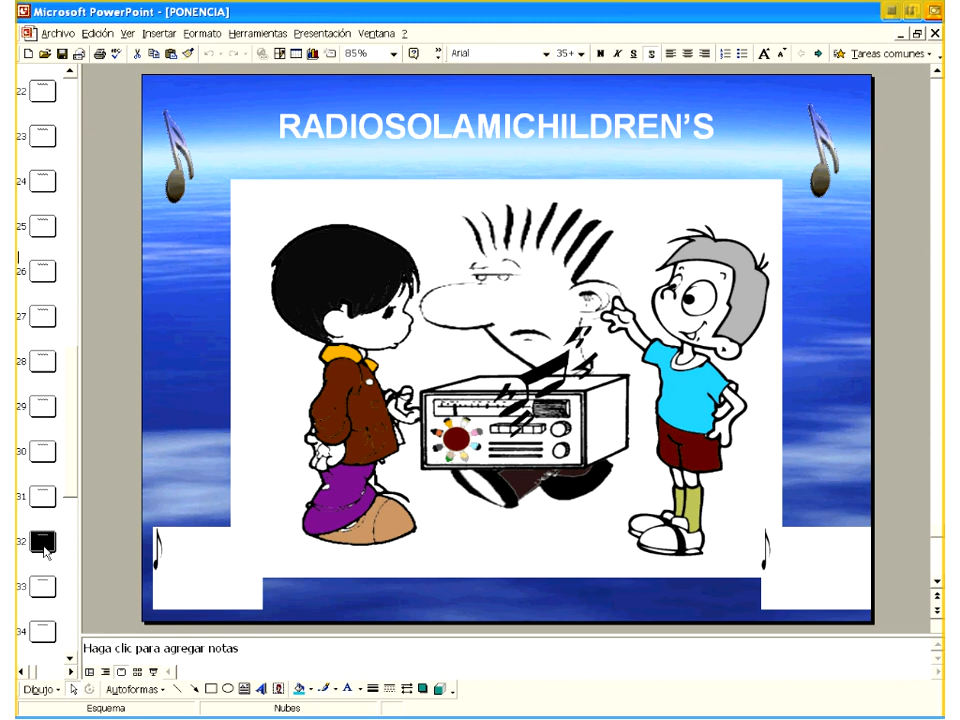 Microsoft PowerPoint - [PONENCIA]
Archivo Edición Ver Insertar Formato Herramientas Presentación Ventana ?
85% Arial 35+ N K S S Tareas comunes
22
23
24
25
26
27
28
29
30
31
32
33
34
RADIOSOLAMICHILDREN'S
Haga clic para agregar notas
Dibujo Autoformas
Esquema Nubes